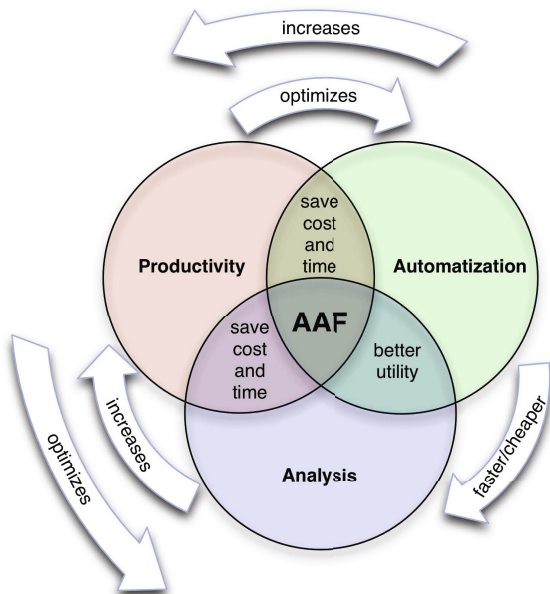 increases
optimizes
save
cost
and
time
Productivity
Automatization
AAF
save
cost
and
time
better
utility
increases
optimizes
faster/cheaper
Analysis